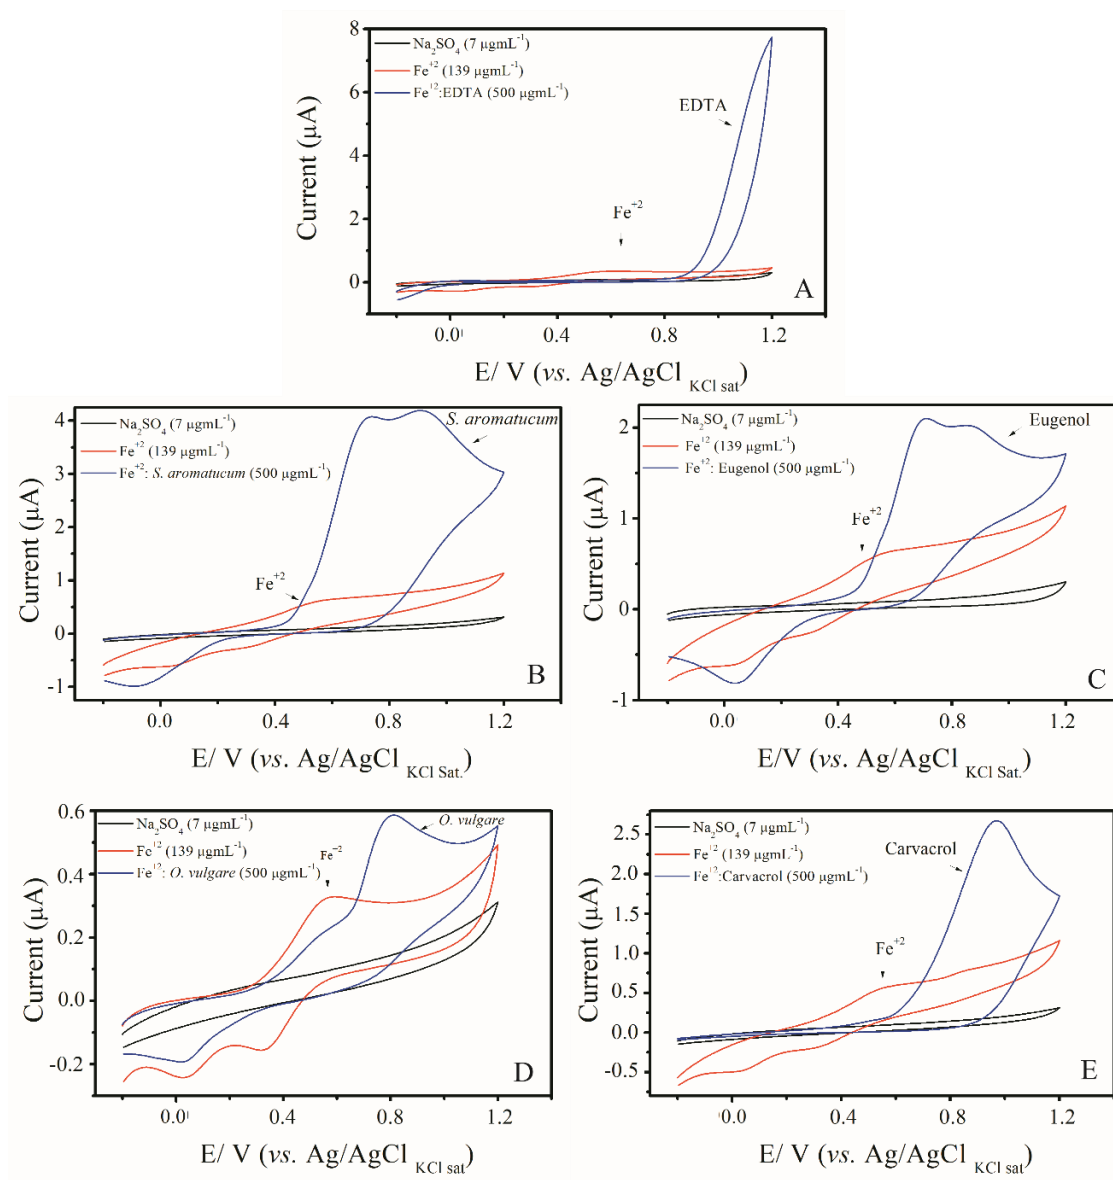 8
6
4
2
0
Current (μA)
Na₂SO₄ (7 μgmL⁻¹)
Fe⁺² (139 μgmL⁻¹)
Fe⁺²:EDTA (500 μgmL⁻¹)
EDTA
Fe⁺²
A
0.0 0.4 0.8 1.2
E/ V (vs. Ag/AgCl KCl sat)
4
3
2
1
0
-1
Current (μA)
Na₂SO₄ (7 μgmL⁻¹)
Fe⁺² (139 μgmL⁻¹)
Fe⁺²: S. aromatucum (500 μgmL⁻¹)
S. aromatucum
Fe⁺²
B
0.0 0.4 0.8 1.2
E/ V (vs. Ag/AgCl KCl Sat.)
2
1
0
-1
Current (μA)
Na₂SO₄ (7 μgmL⁻¹)
Fe⁺² (139 μgmL⁻¹)
Fe⁺²: Eugenol (500 μgmL⁻¹)
Eugenol
Fe⁺²
C
0.0 0.4 0.8 1.2
E/V (vs. Ag/AgCl KCl Sat.)
0.6
0.4
0.2
0.0
-0.2
Current (μA)
Na₂SO₄ (7 μgmL⁻¹)
Fe⁺² (139 μgmL⁻¹)
Fe⁺²: O. vulgare (500 μgmL⁻¹)
O. vulgare
Fe⁺²
D
0.0 0.4 0.8 1.2
E/ V (vs. Ag/AgCl KCl sat)
2.5
2.0
1.5
1.0
0.5
0.0
-0.5
Current (μA)
Na₂SO₄ (7 μgmL⁻¹)
Fe⁺² (139 μgmL⁻¹)
Fe⁺²:Carvacrol (500 μgmL⁻¹)
Carvacrol
Fe⁺²
E
0.0 0.4 0.8 1.2
E/ V (vs. Ag/AgCl KCl sat)